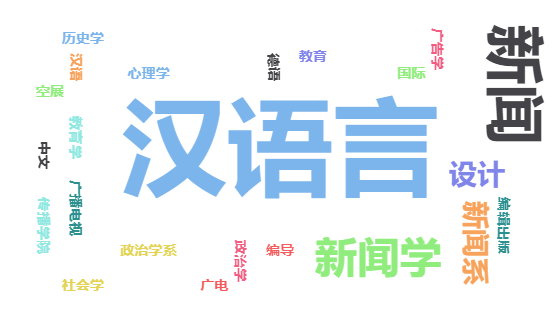 历史学
汉语
心理学
德语
教育
广告学
国际
新闻
空展
汉语言
教育学
中文
设计
广播电视
传播学院
新闻系
编辑出版
政治学系
政治学
编导
新闻学
社会学
广电